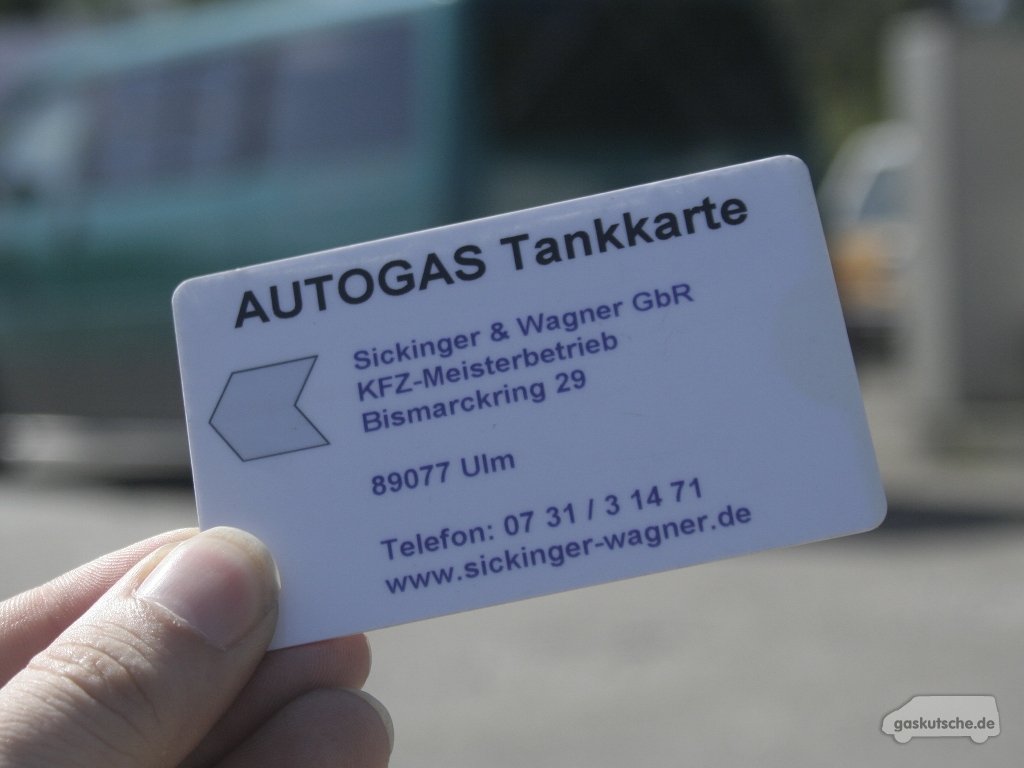 AUTOGAS Tankkarte
Sickinger & Wagner GbR
KFZ-Meisterbetrieb
Bismarckring 29
89077 Ulm
Telefon: 07 31 / 3 14 71
www.sickinger-wagner.de
gaskutsche.de